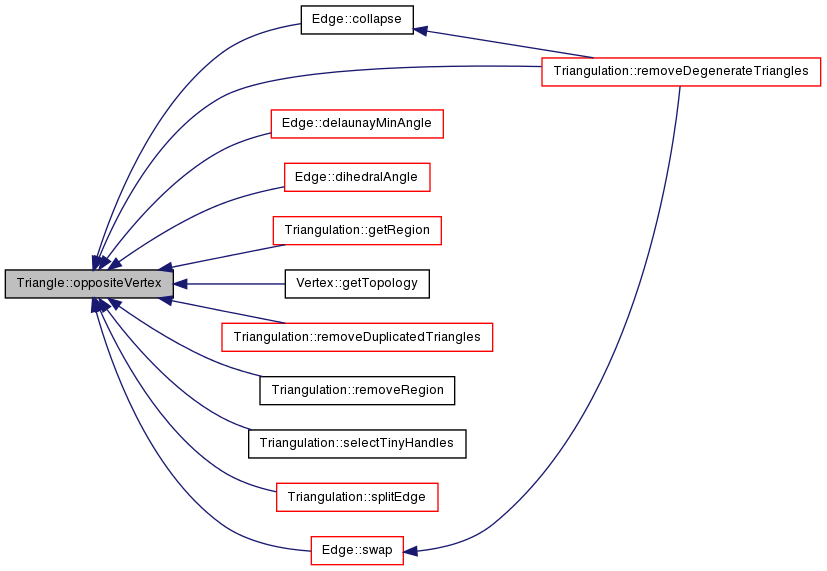 Edge::collapse
Triangulation::removeDegenerateTriangles
Edge::delaunayMinAngle
Edge::dihedralAngle
Triangulation::getRegion
Triangle::oppositeVertex
Vertex::getTopology
Triangulation::removeDuplicatedTriangles
Triangulation::removeRegion
Triangulation::selectTinyHandles
Triangulation::splitEdge
Edge::swap